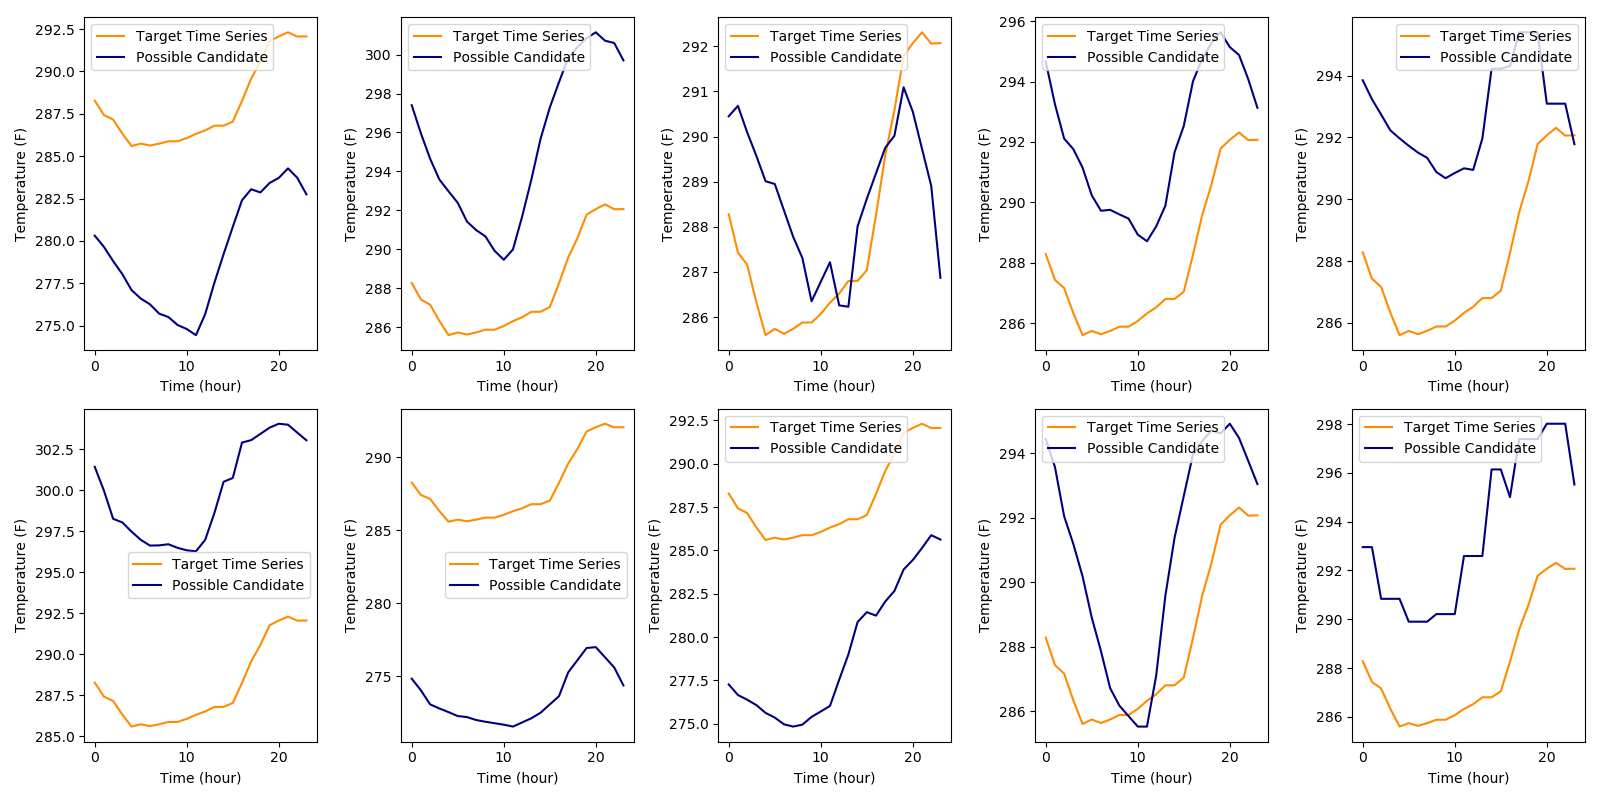 Target Time Series
Possible Candidate
292.5
290.0
287.5
285.0
282.5
280.0
277.5
275.0
Temperature (F)
0
10
20
Time (hour)
Target Time Series
Possible Candidate
300
298
296
294
292
290
288
286
Temperature (F)
0
10
20
Time (hour)
Target Time Series
Possible Candidate
292
291
290
289
288
287
286
Temperature (F)
0
10
20
Time (hour)
Target Time Series
Possible Candidate
296
294
292
290
288
286
Temperature (F)
0
10
20
Time (hour)
Target Time Series
Possible Candidate
294
292
290
288
286
Temperature (F)
0
10
20
Time (hour)
302.5
300.0
297.5
295.0
292.5
290.0
287.5
285.0
Temperature (F)
Target Time Series
Possible Candidate
0
10
20
Time (hour)
290
285
280
275
Temperature (F)
Target Time Series
Possible Candidate
0
10
20
Time (hour)
Target Time Series
Possible Candidate
292.5
290.0
287.5
285.0
282.5
280.0
277.5
275.0
Temperature (F)
0
10
20
Time (hour)
Target Time Series
Possible Candidate
294
292
290
288
286
Temperature (F)
0
10
20
Time (hour)
Target Time Series
Possible Candidate
298
296
294
292
290
288
286
Temperature (F)
0
10
20
Time (hour)